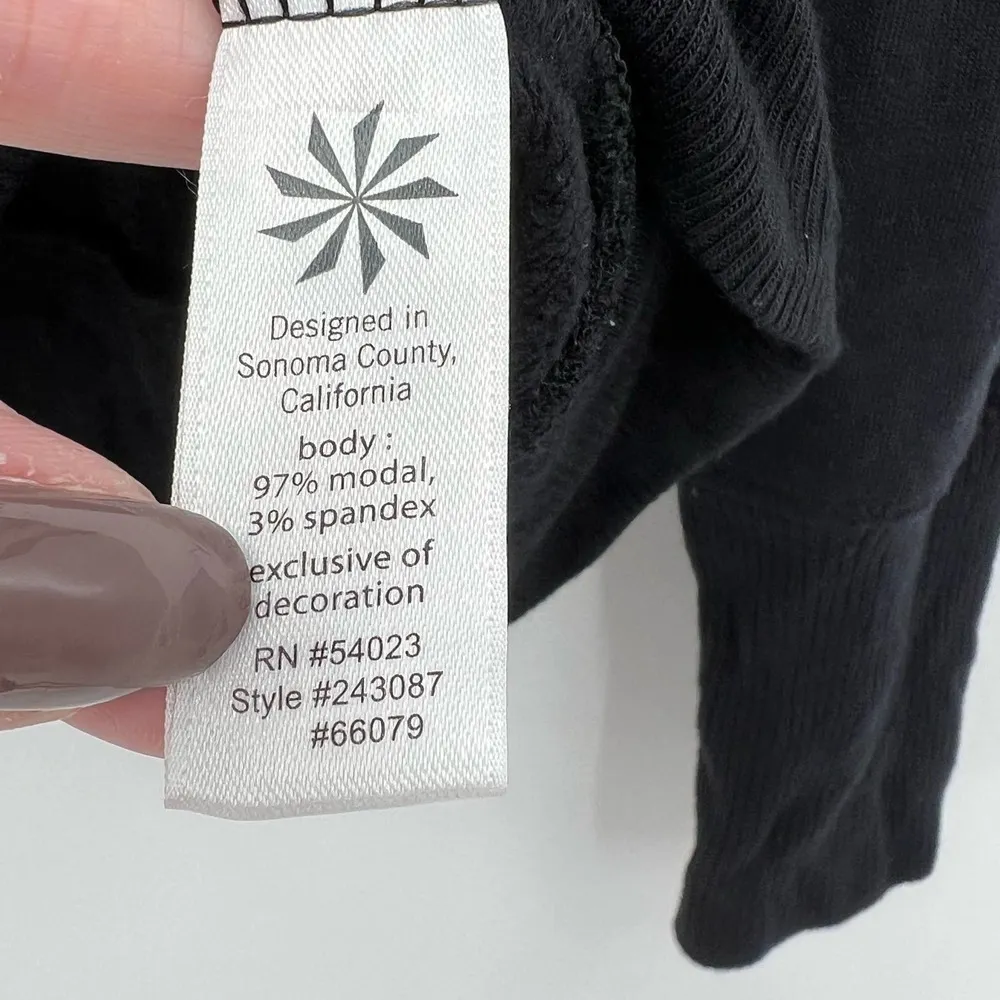 Designed in
Sonoma County,
California
body :
97% modal,
3% spandex
exclusive of
decoration
RN #54023
Style #243087
#66079